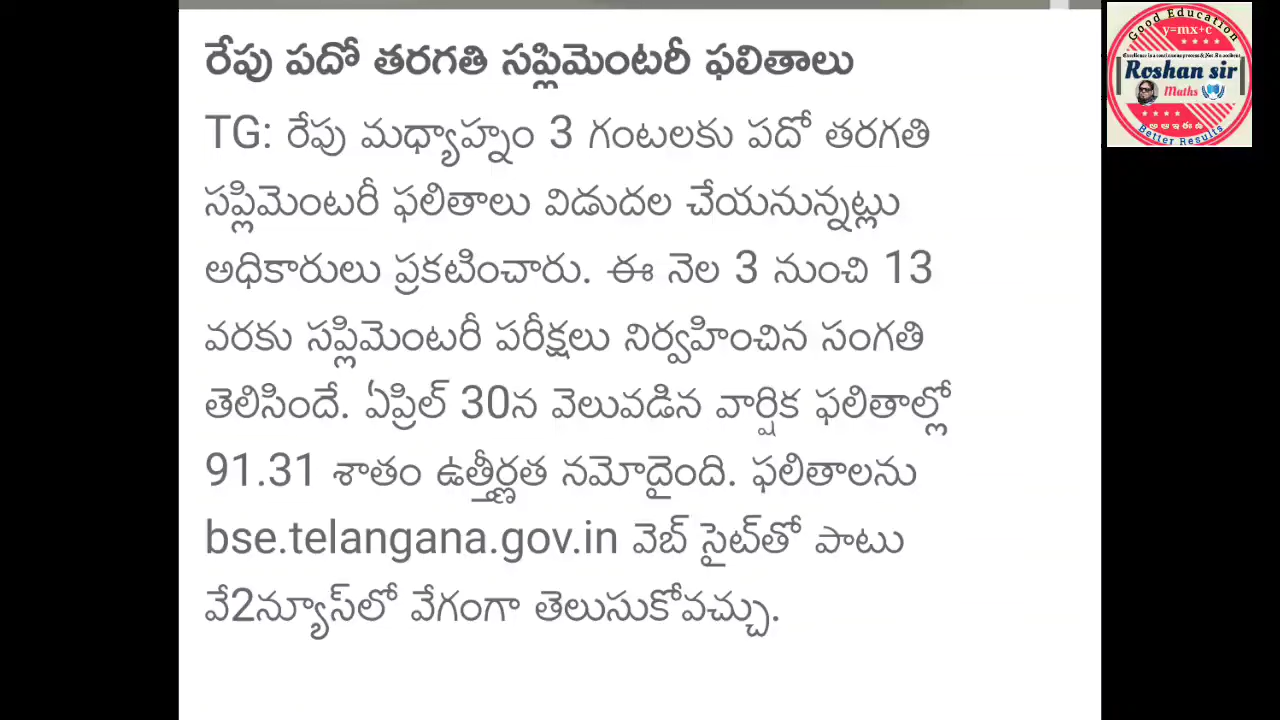 రేపు పదో తరగతి సప్లిమెంటరీ ఫలితాలు
TG: రేపు మధ్యాహ్నం 3 గంటలకు పదో తరగతి
సప్లిమెంటరీ ఫలితాలు విడుదల చేయనున్నట్లు
అధికారులు ప్రకటించారు. ఈ నెల 3 నుంచి 13
వరకు సప్లిమెంటరీ పరీక్షలు నిర్వహించిన సంగతి
తెలిసిందే. ఏప్రిల్ 30న వెలువడిన వార్షిక ఫలితాల్లో
91.31 శాతం ఉత్తీర్ణత నమోదైంది. ఫలితాలను
bse.telangana.gov.in వెబ్ సైట్‌తో పాటు
వే2న్యూస్‌లో వేగంగా తెలుసుకోవచ్చు.
Good Education
y=mx+c
Roshan sir
Maths
Better Results